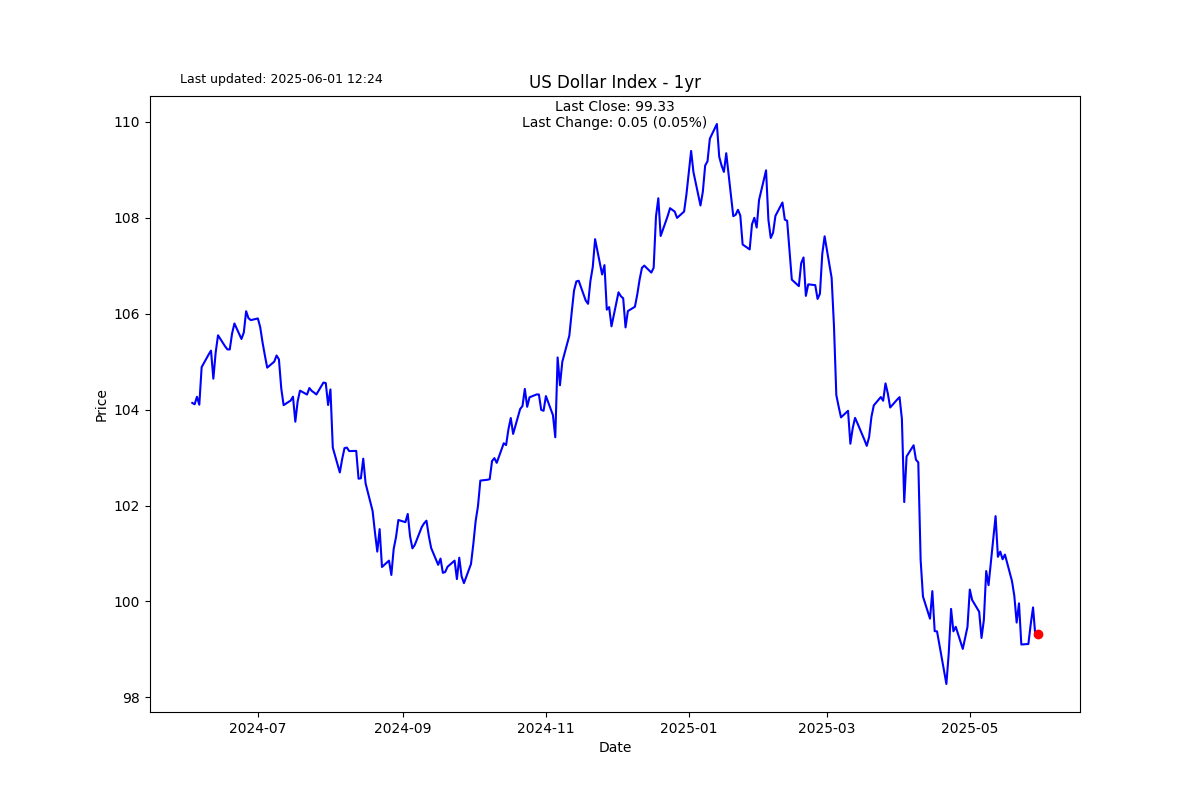 Last updated: 2025-06-01 12:24
US Dollar Index - 1yr
Last Close: 99.33
Last Change: 0.05 (0.05%)
110
108
106
104
102
100
98
Price
2024-07
2024-09
2024-11
2025-01
2025-03
2025-05
Date